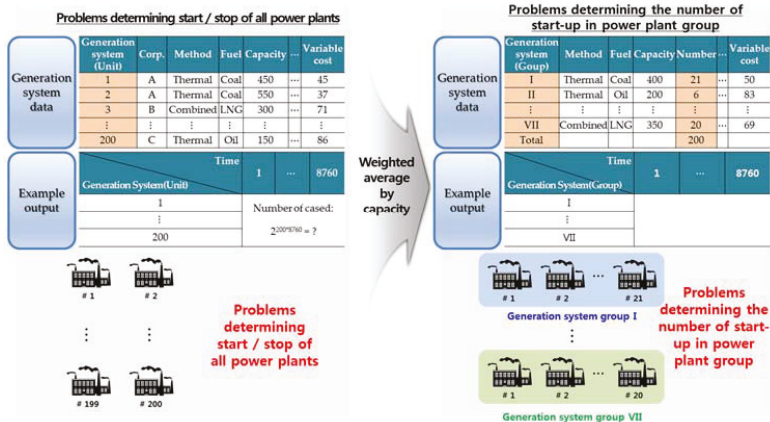 Problems determining start / stop of all power plants
Generation system data
Generation system (Unit) Corp. Method Fuel Capacity ... Variable cost
1 A Thermal Coal 450 ... 45
2 A Thermal Coal 550 ... 37
3 B Combined LNG 300 ... 71
⋮ ⋮ ⋮ ⋮ ⋮ ⋮
200 C Thermal Oil 150 ... 86
Example output
Time
Generation System(Unit)
1 ... 8760
1
⋮
200
Number of cased:
2^200*8760 = ?
# 1 # 2
⋮ ⋮
# 199 # 200
Problems
determining
start / stop of
all power plants
Weighted
average
by
capacity
Problems determining the number of
start-up in power plant group
Generation system data
Generation system (Goup) Method Fuel Capacity Number ... Variable cost
I Thermal Coal 400 21 ... 50
II Thermal Oil 200 6 ... 83
⋮ ⋮ ⋮ ⋮ ⋮ ⋮
VII Combined LNG 350 20 ... 69
Total 200
Example output
Time
Generation System(Group)
1 ... 8760
I
⋮
VII
# 1 # 2 ... # 21
Generation system group I
⋮
# 1 # 2 ... # 20
Generation system group VII
Problems
determining the
number of start-
up in power
plant group